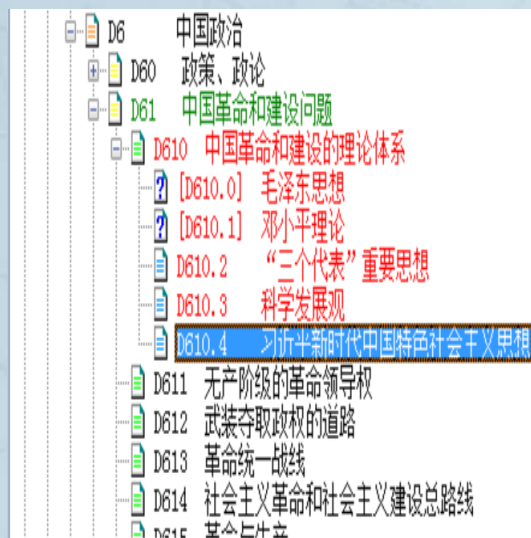 D6 中国政治
D60 政策、政论
D61 中国革命和建设问题
D610 中国革命和建设的理论体系
[D610.0] 毛泽东思想
[D610.1] 邓小平理论
D610.2 “三个代表”重要思想
D610.3 科学发展观
D610.4 习近平新时代中国特色社会主义思想
D611 无产阶级的革命领导权
D612 武装夺取政权的道路
D613 革命统一战线
D614 社会主义革命和社会主义建设总路线
D615 革命与生产